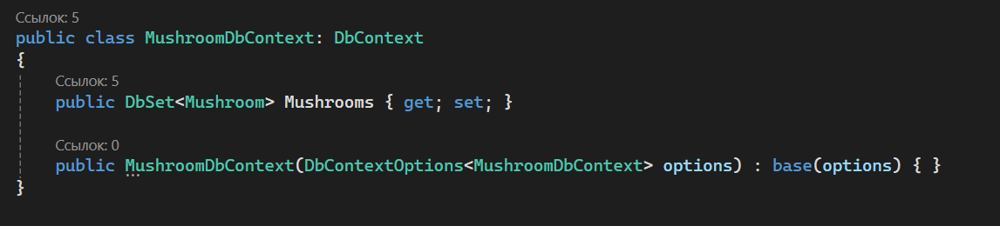 Ссылок: 5
public class MushroomDbContext: DbContext
{
Ссылок: 5
public DbSet<Mushroom> Mushrooms { get; set; }
Ссылок: 0
public MushroomDbContext(DbContextOptions<MushroomDbContext> options) : base(options) { }
}